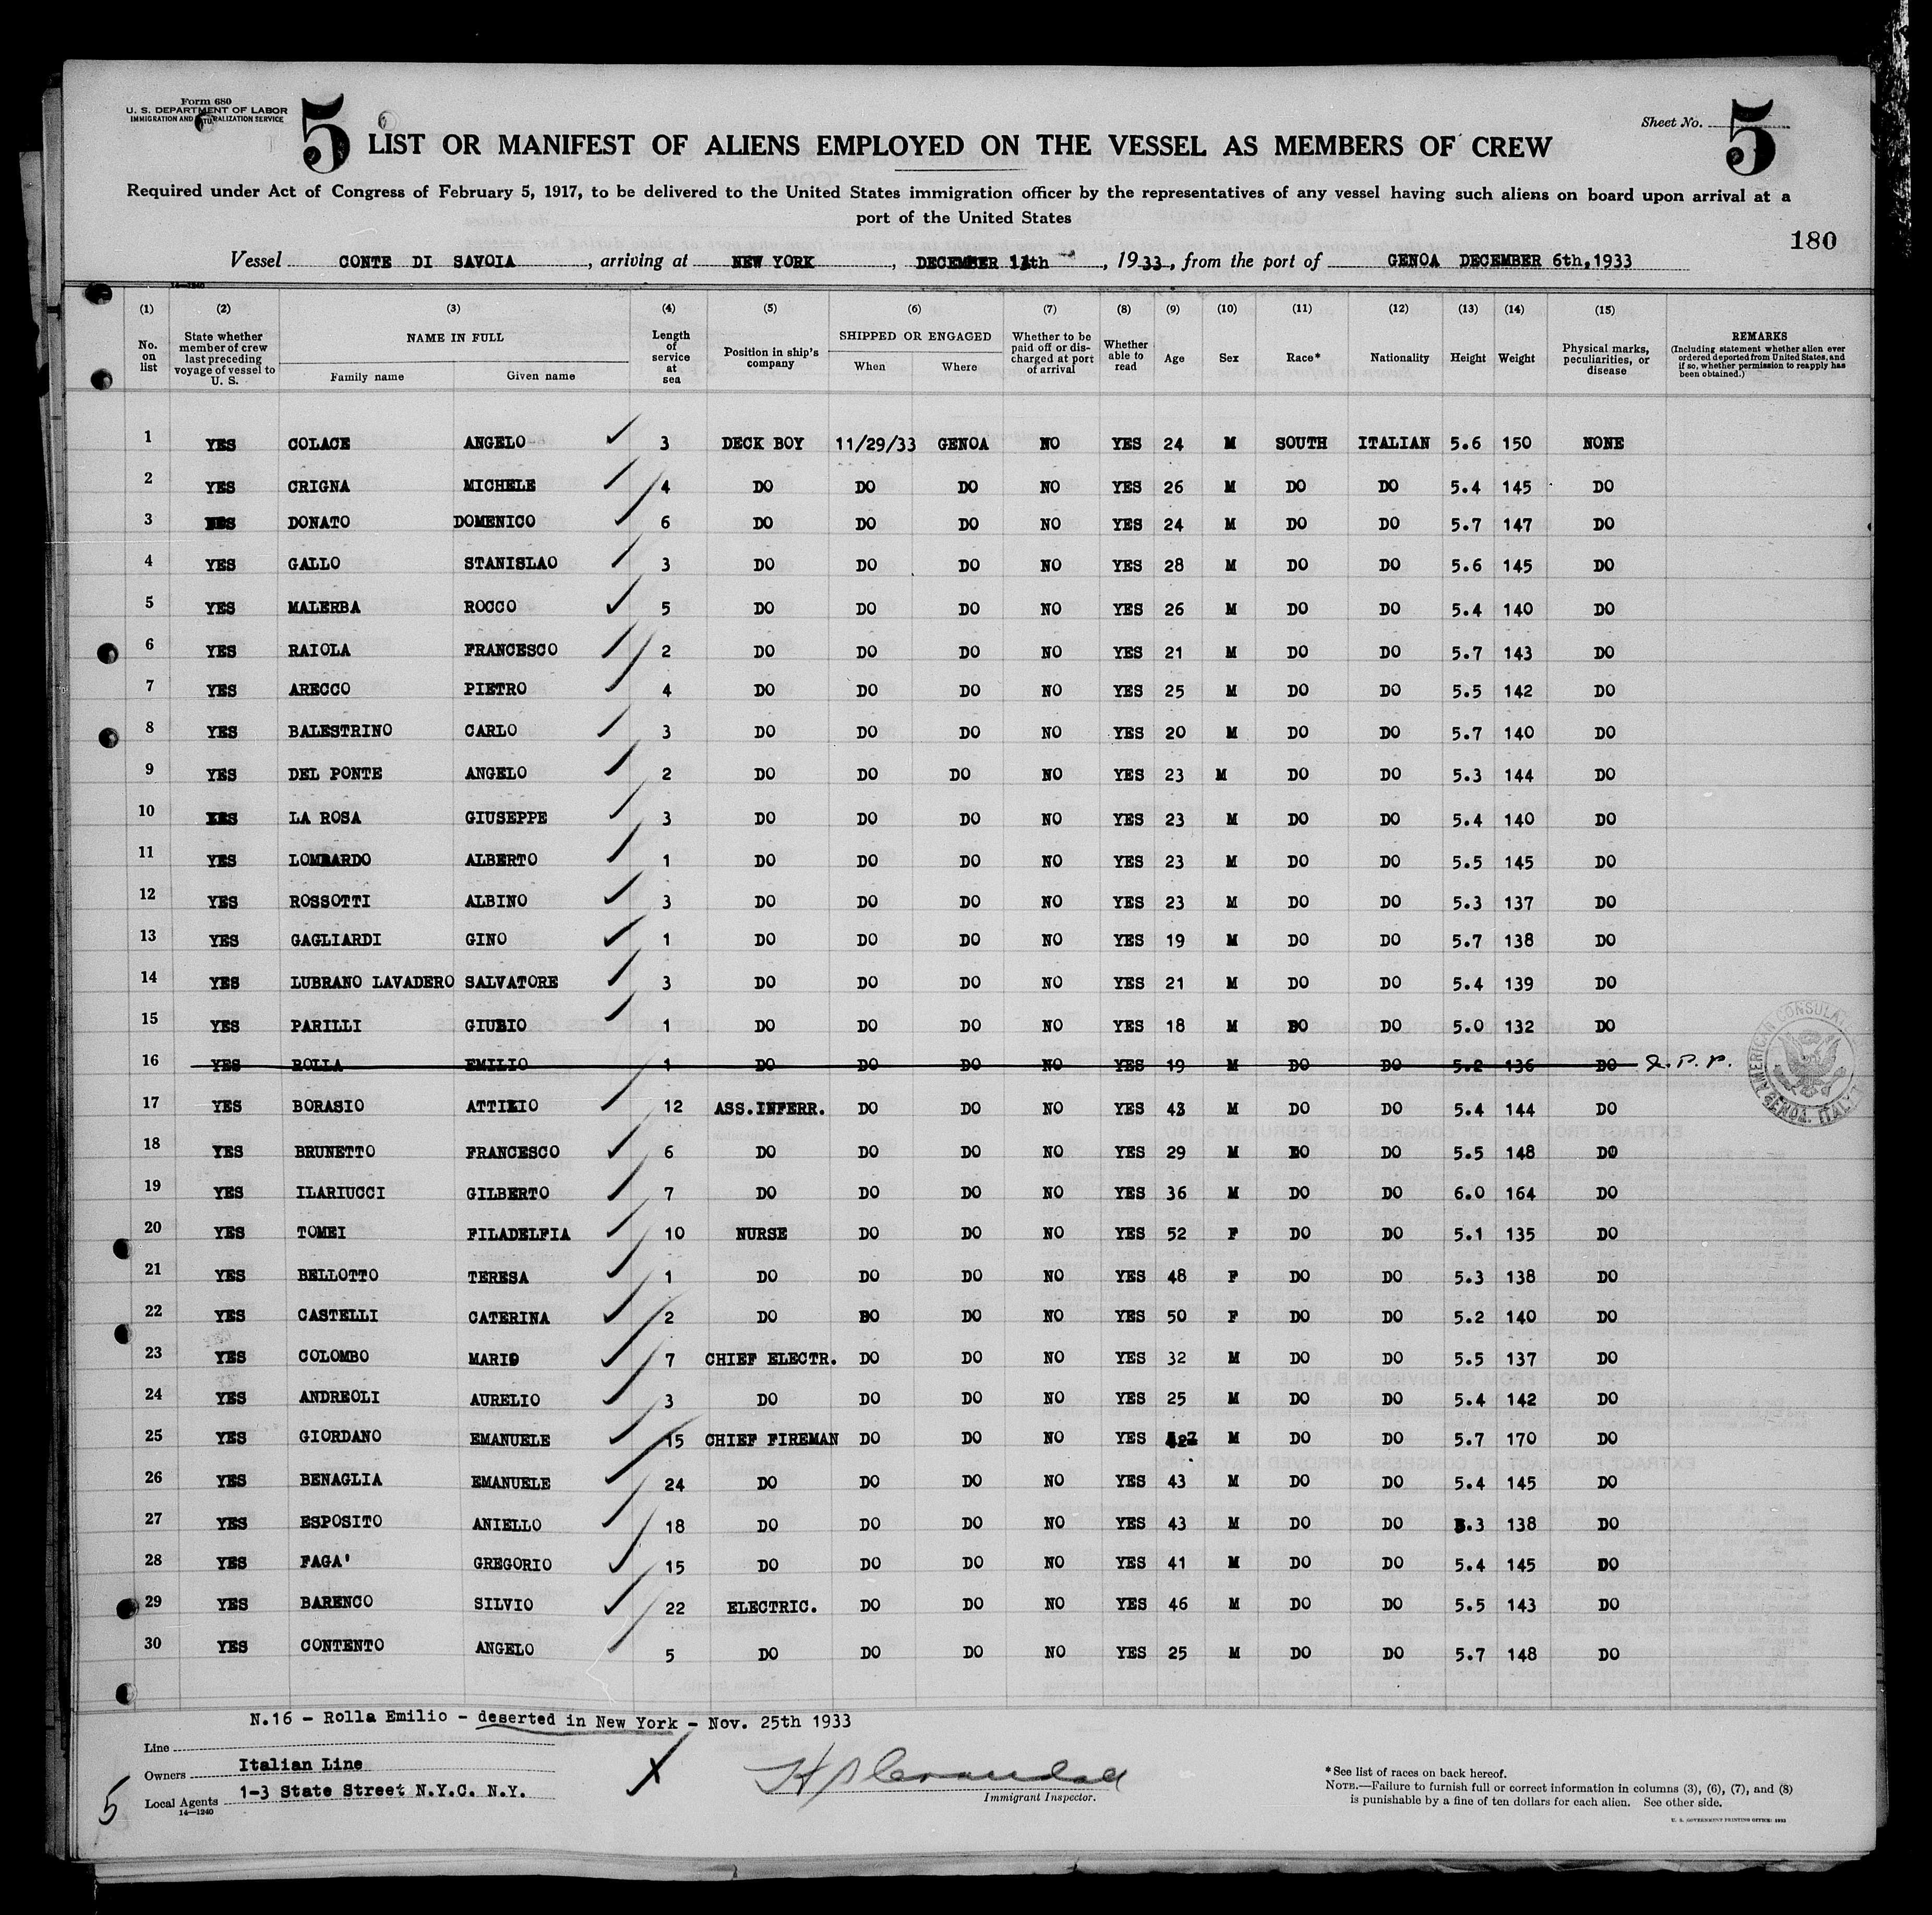 Form 680
U. S. DEPARTMENT OF LABOR
IMMIGRATION AND NATURALIZATION SERVICE
5
Sheet No. 5
LIST OR MANIFEST OF ALIENS EMPLOYED ON THE VESSEL AS MEMBERS OF CREW
Required under Act of Congress of February 5, 1917, to be delivered to the United States immigration officer by the representatives of any vessel having such aliens on board upon arrival at a
port of the United States
180
Vessel CONTE DI SAVOIA, arriving at NEW YORK, DECEMBER th, 1933, from the port of GENOA DECEMBER 6th, 1933
14-1240
(1) (2) (3) (4) (5) (6) (7) (8) (9) (10) (11) (12) (13) (14) (15)
No. on list
State whether member of crew last preceding voyage of vessel to U. S.
NAME IN FULL
Family name
Given name
Length of service at sea
Position in ship's company
SHIPPED OR ENGAGED
When
Where
Whether to be paid off or discharged at port of arrival
Whether able to read
Age
Sex
Race*
Nationality
Height
Weight
Physical marks, peculiarities, or disease
REMARKS
(Including statement whether alien ever ordered deported from United States, and if so, whether permission to reapply has been obtained.)
1 YES COLACE ANGELO 3 DECK BOY 11/29/33 GENOA NO YES 24 M SOUTH ITALIAN 5.6 150 NONE
2 YES CRIGNA MICHELE 4 DO DO DO NO YES 26 M DO DO 5.4 145 DO
3 YES DONATO DOMENICO 6 DO DO DO NO YES 24 M DO DO 5.7 147 DO
4 YES GALLO STANISLAO 3 DO DO DO NO YES 28 M DO DO 5.6 145 DO
5 YES MALERBA ROCCO 5 DO DO DO NO YES 26 M DO DO 5.4 140 DO
6 YES RAIOLA FRANCESCO 2 DO DO DO NO YES 21 M DO DO 5.7 143 DO
7 YES ARECCO PIETRO 4 DO DO DO NO YES 25 M DO DO 5.5 142 DO
8 YES BALESTRINO CARLO 3 DO DO DO NO YES 20 M DO DO 5.7 140 DO
9 YES DEL PONTE ANGELO 2 DO DO DO NO YES 23 M DO DO 5.3 144 DO
10 YES LA ROSA GIUSEPPE 3 DO DO DO NO YES 23 M DO DO 5.4 140 DO
11 YES LOMBARDO ALBERTO 1 DO DO DO NO YES 23 M DO DO 5.5 145 DO
12 YES ROSSOTTI ALBINO 3 DO DO DO NO YES 23 M DO DO 5.3 137 DO
13 YES GAGLIARDI GINO 1 DO DO DO NO YES 19 M DO DO 5.7 138 DO
14 YES LUBRANO LAVADERO SALVATORE 3 DO DO DO NO YES 21 M DO DO 5.4 139 DO
15 YES PARILLI 1 DO DO DO NO YES 18 M DO DO 5.0 132 DO
16 YES ROLLA EMILIO 1 DO DO DO NO YES 19 M DO DO 5.2 136 DO
AMERICAN CONSULATE
GENOA, ITALY
17 YES BORASIO ATTILIO 12 ASS.INFERR. DO DO NO YES 43 M DO DO 5.4 144 DO
18 YES BRUNETTO FRANCESCO 6 DO DO DO NO YES 29 M DO DO 5.5 148 DO
19 YES ILARIUCCI GILBERTO 7 DO DO DO NO YES 36 M DO DO 6.0 164 DO
20 YES TOMEI FILADELFIA 10 NURSE DO DO NO YES 52 F DO DO 5.1 135 DO
21 YES BELLOTTO TERESA 1 DO DO DO NO YES 48 F DO DO 5.3 138 DO
22 YES CASTELLI CATERINA 2 DO DO DO NO YES 50 F DO DO 5.2 140 DO
23 YES COLOMBO MARIO 7 CHIEF ELECTR. DO DO NO YES 32 M DO DO 5.5 137 DO
24 YES ANDREOLI AURELIO 3 DO DO DO NO YES 25 M DO DO 5.4 142 DO
25 YES GIORDANO EMANUELE 15 CHIEF FIREMAN DO DO NO YES M DO DO 5.7 170 DO
26 YES BENAGLIA EMANUELE 24 DO DO DO NO YES 43 M DO DO 5.4 145 DO
27 YES ESPOSITO ANIELLO 18 DO DO DO NO YES 43 M DO DO 5.3 138 DO
28 YES FAGA' GREGORIO 15 DO DO DO NO YES 41 M DO DO 5.4 145 DO
29 YES BARENCO SILVIO 22 ELECTRIC. DO DO NO YES 46 M DO DO 5.5 143 DO
30 YES CONTENTO ANGELO 5 DO DO DO NO YES 25 M DO DO 5.7 148 DO
N.16 - Rolla Emilio - deserted in New York - Nov. 25th 1933
Line
Owners Italian Line
Local Agents 1-3 State Street N.Y.C. N.Y.
14-1240
5
X
Immigrant Inspector.
*See list of races on back hereof.
NOTE.—Failure to furnish full or correct information in columns (3), (6), (7), and (8)
is punishable by a fine of ten dollars for each alien. See other side.
U. S. GOVERNMENT PRINTING OFFICE: 1933